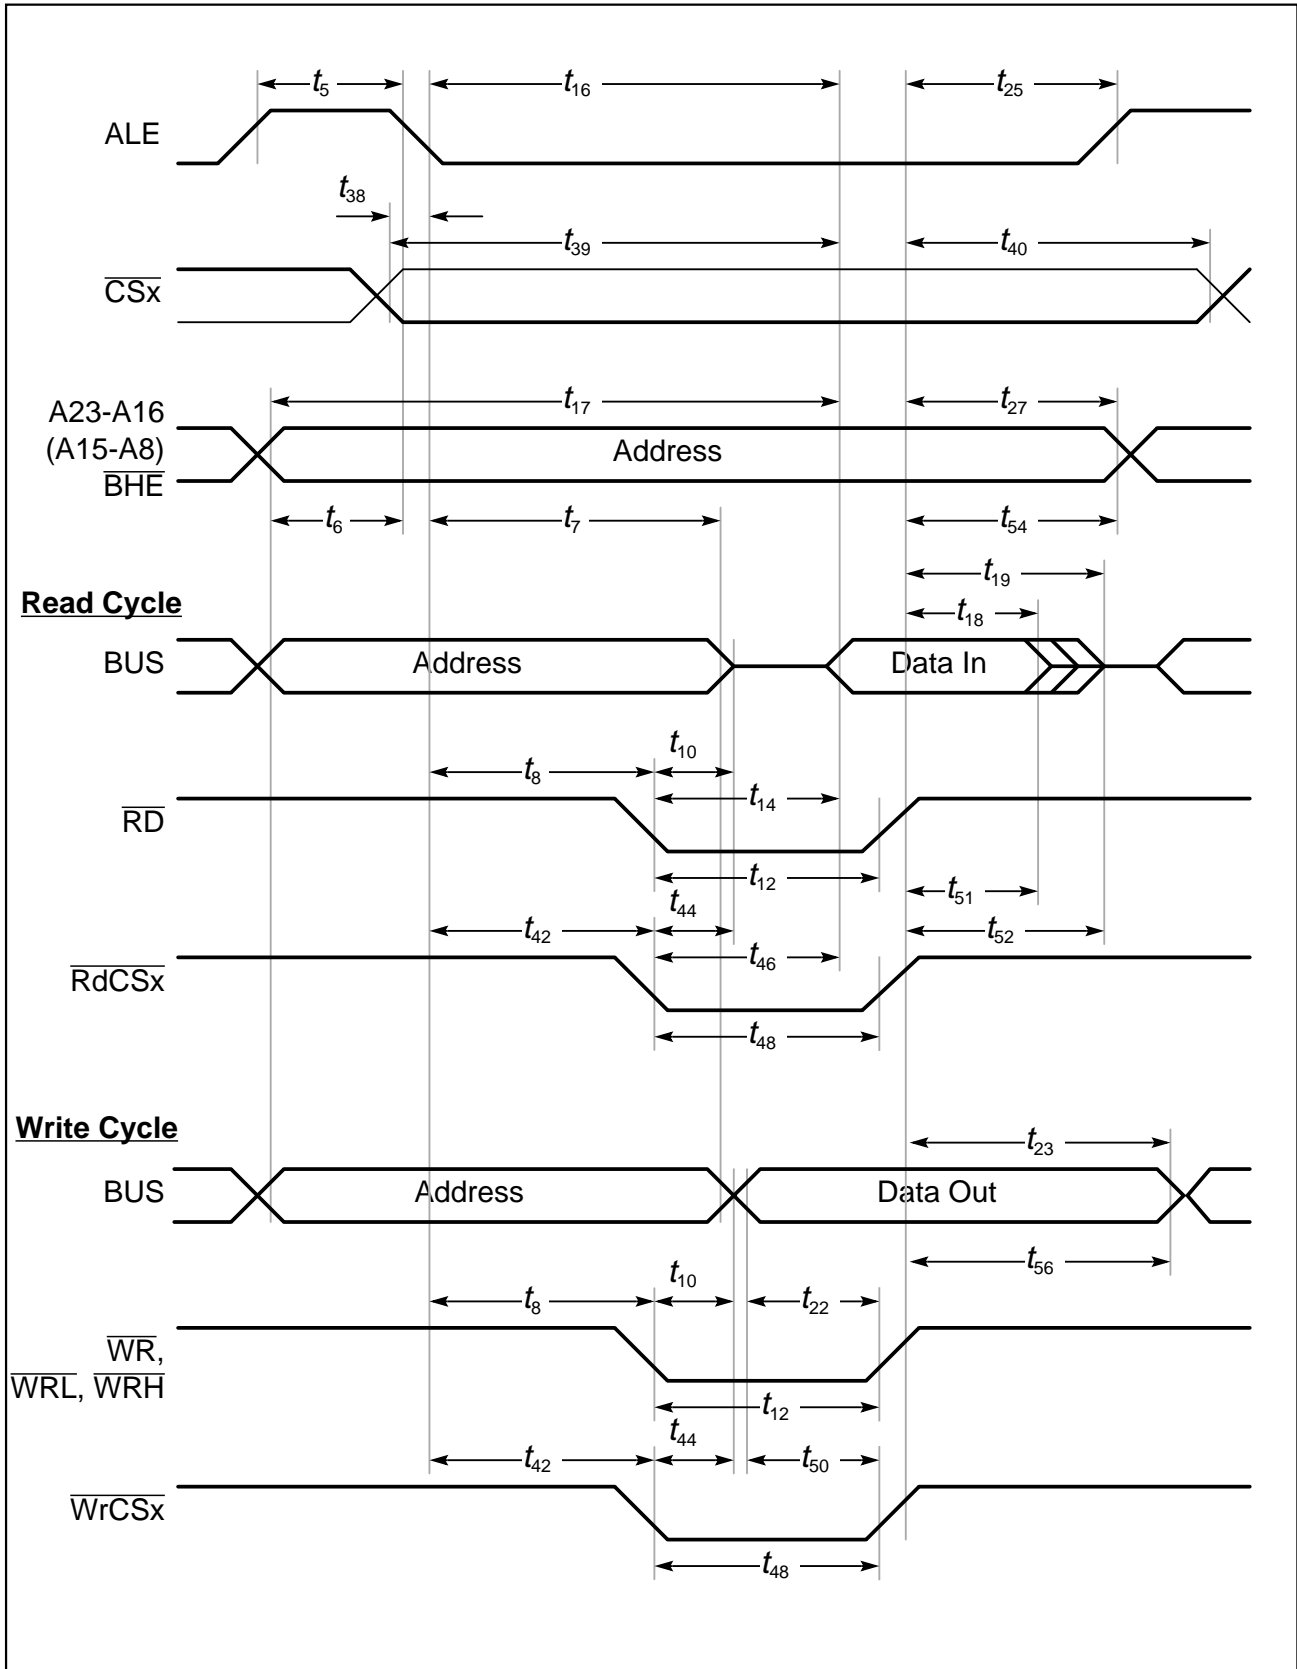 t5 t16 t25
ALE
t38
t39 t40
CSx
t17 t27
A23-A16
(A15-A8) Address
BHE
t6 t7 t54
t19
Read Cycle
t18
BUS Address Data In
t10
t8
t14
RD
t12
t51
t44
t42 t52
t46
RdCSx
t48
Write Cycle
t23
BUS Address Data Out
t56
t10
t8 t22
WR,
WRL, WRH
t12
t44
t42 t50
WrCSx
t48